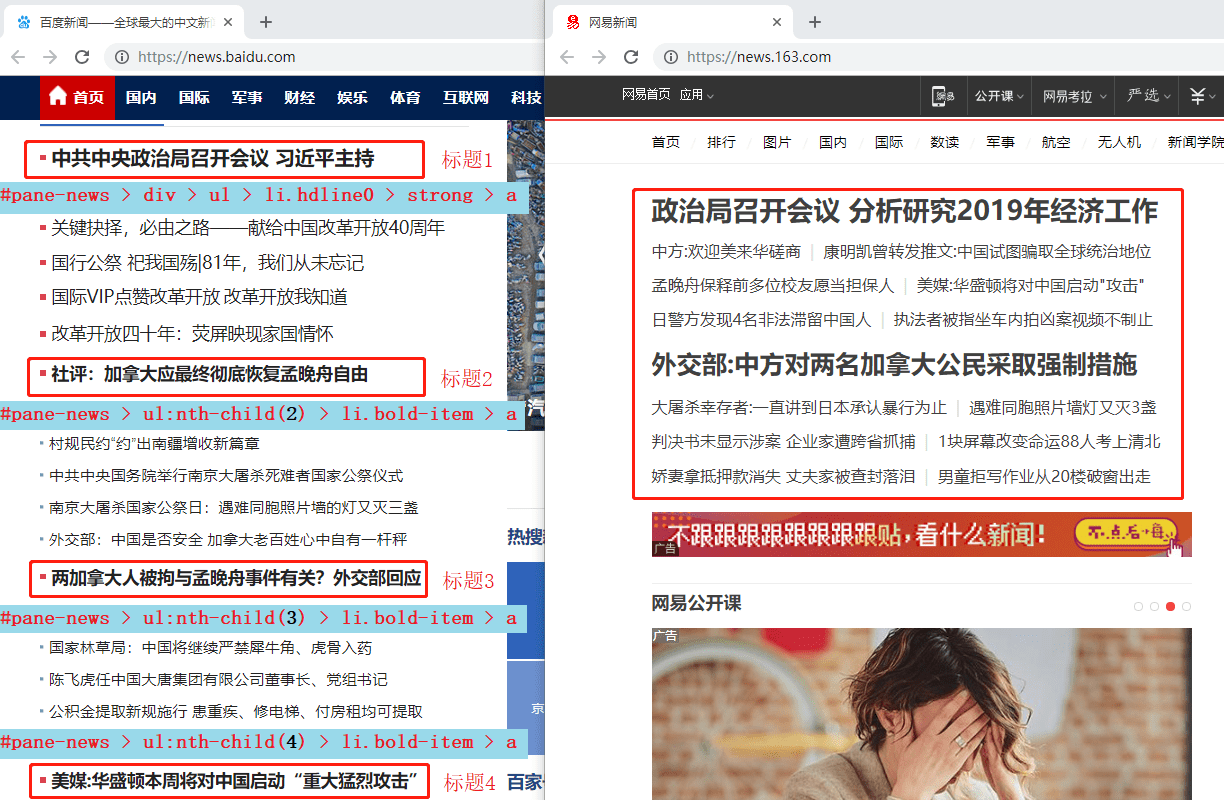 百度新闻——全球最大的中文新
https://news.baidu.com
首页 国内 国际 军事 财经 娱乐 体育 互联网 科技
中共中央政治局召开会议 习近平主持
标题1
#pane-news > div > ul > li.hdline0 > strong > a
关键抉择，必由之路——献给中国改革开放40周年
国行公祭 祀我国殇|81年，我们从未忘记
国际VIP点赞改革开放 改革开放我知道
改革开放四十年：荧屏映现家国情怀
社评：加拿大应最终彻底恢复孟晚舟自由
标题2
#pane-news > ul:nth-child(2) > li.bold-item > a
村规民约“约”出南疆增收新篇章
中共中央国务院举行南京大屠杀死难者国家公祭仪式
南京大屠杀国家公祭日：遇难同胞照片墙的灯又灭三盏
外交部：中国是否安全 加拿大老百姓心中自有一杆秤
两加拿大人被拘与孟晚舟事件有关？外交部回应
标题3
#pane-news > ul:nth-child(3) > li.bold-item > a
国家林草局：中国将继续严禁犀牛角、虎骨入药
陈飞虎任中国大唐集团有限公司董事长、党组书记
公积金提取新规施行 患重疾、修电梯、付房租均可提取
#pane-news > ul:nth-child(4) > li.bold-item > a
美媒:华盛顿本周将对中国启动“重大猛烈攻击”
标题4
汽
热搜
京
百家
网易新闻
https://news.163.com
网易首页 应用 公开课 网易考拉 严选
首页 排行 图片 国内 国际 数读 军事 航空 无人机 新闻学院
政治局召开会议 分析研究2019年经济工作
中方:欢迎美来华磋商 | 康明凯曾转发推文:中国试图骗取全球统治地位
孟晚舟保释前多位校友愿当担保人 | 美媒:华盛顿将对中国启动"攻击"
日警方发现4名非法滞留中国人 | 执法者被指坐车内拍凶案视频不制止
外交部:中方对两名加拿大公民采取强制措施
大屠杀幸存者:一直讲到日本承认暴行为止 | 遇难同胞照片墙灯又灭3盏
判决书未显示涉案 企业家遭跨省抓捕 | 1块屏幕改变命运88人考上清北
娇妻拿抵押款消失 丈夫家被查封落泪 | 男童拒写作业从20楼破窗出走
不跟跟跟跟跟跟跟跟贴，看什么新闻！
不点后悔
广告
网易公开课
广告